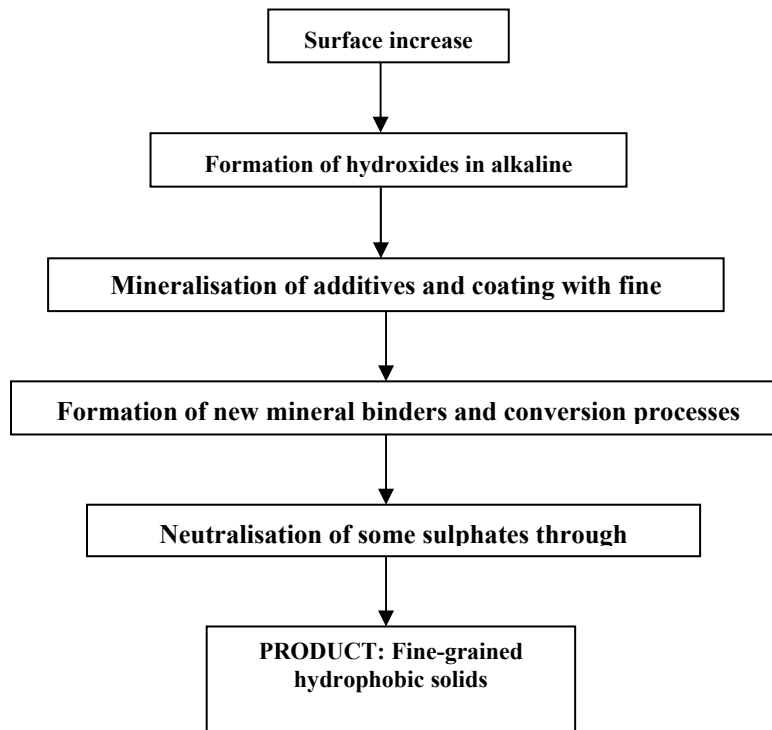 Surface increase
Formation of hydroxides in alkaline
Mineralisation of additives and coating with fine
Formation of new mineral binders and conversion processes
Neutralisation of some sulphates through
PRODUCT: Fine-grained
hydrophobic solids